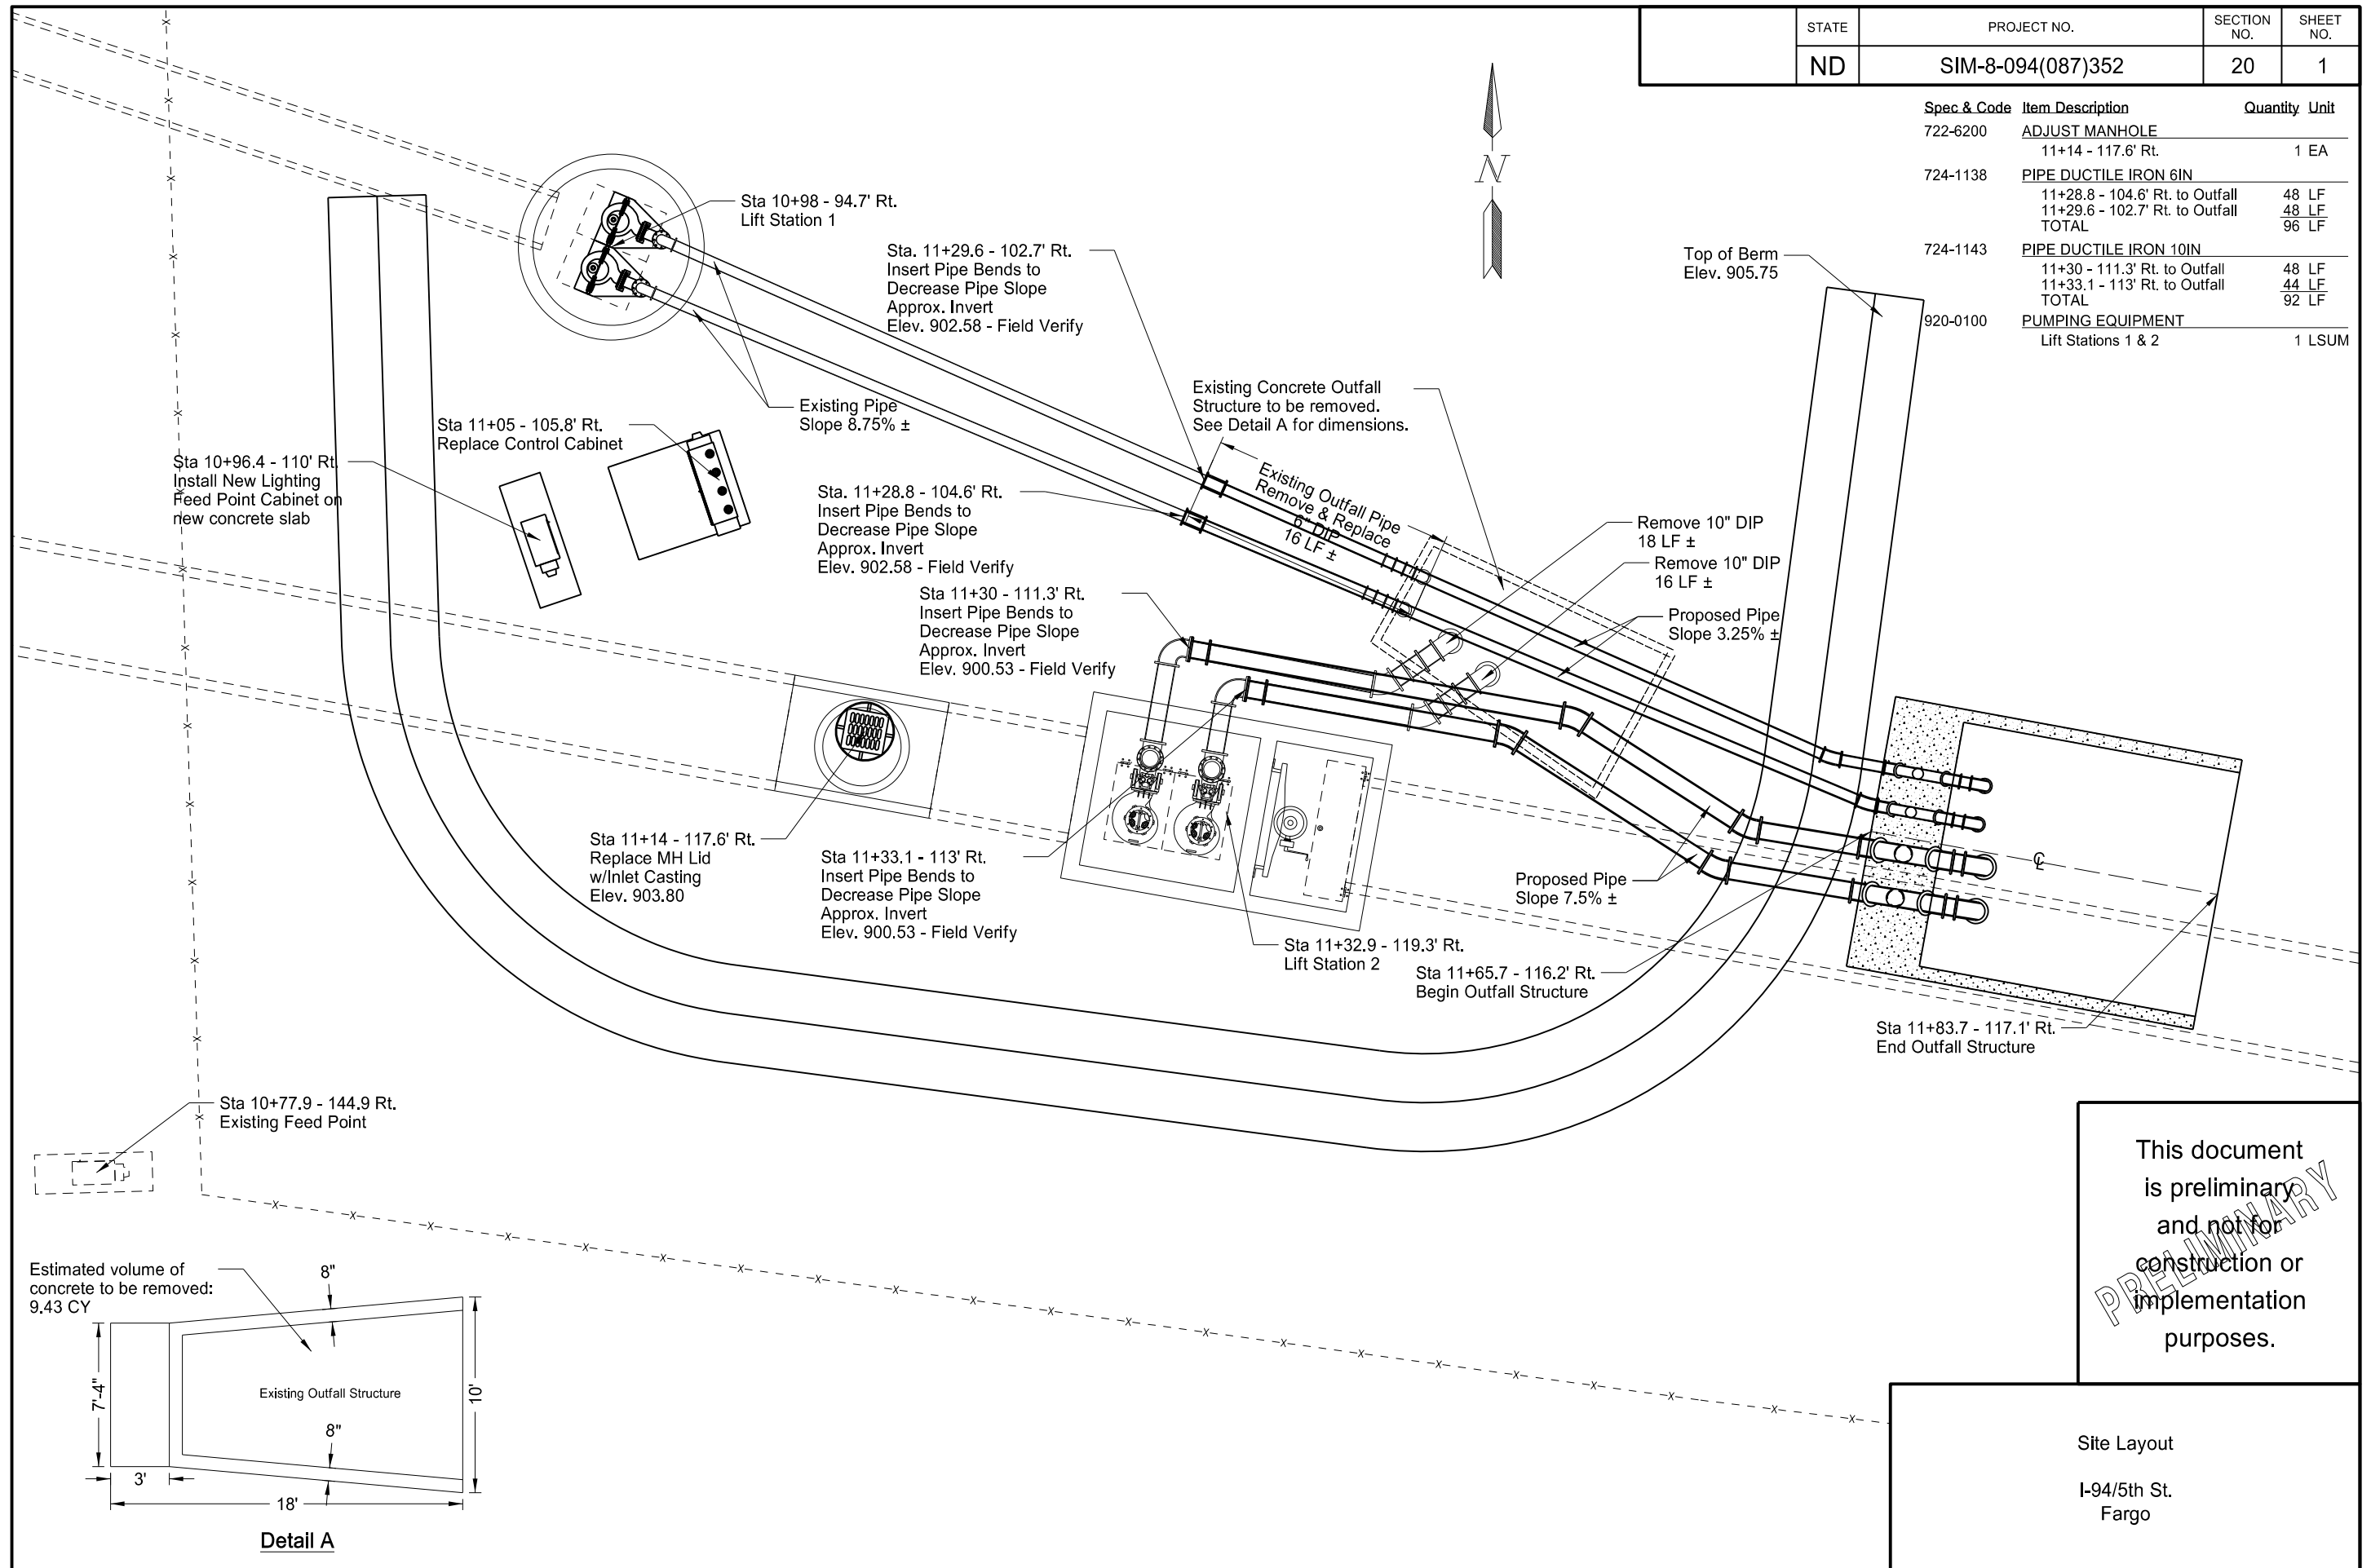 STATE
PROJECT NO.
SECTION
NO.
SHEET
NO.
ND
SIM-8-094(087)352
20
1
Spec & Code Item Description Quantity Unit
722-6200 ADJUST MANHOLE
11+14 - 117.6' Rt. 1 EA
724-1138 PIPE DUCTILE IRON 6IN
11+28.8 - 104.6' Rt. to Outfall 48 LF
11+29.6 - 102.7' Rt. to Outfall 48 LF
TOTAL 96 LF
724-1143 PIPE DUCTILE IRON 10IN
11+30 - 111.3' Rt. to Outfall 48 LF
11+33.1 - 113' Rt. to Outfall 44 LF
TOTAL 92 LF
920-0100 PUMPING EQUIPMENT
Lift Stations 1 & 2 1 LSUM
N
Sta 10+98 - 94.7' Rt.
Lift Station 1
Sta. 11+29.6 - 102.7' Rt.
Insert Pipe Bends to
Decrease Pipe Slope
Approx. Invert
Elev. 902.58 - Field Verify
Top of Berm
Elev. 905.75
Existing Concrete Outfall
Structure to be removed.
See Detail A for dimensions.
Existing Pipe
Slope 8.75% ±
Sta 11+05 - 105.8' Rt.
Replace Control Cabinet
Sta 10+96.4 - 110' Rt.
Install New Lighting
Feed Point Cabinet on
new concrete slab
Existing Outfall Pipe
Remove & Replace
6" DIP
16 LF ±
Sta. 11+28.8 - 104.6' Rt.
Insert Pipe Bends to
Decrease Pipe Slope
Approx. Invert
Elev. 902.58 - Field Verify
Remove 10" DIP
18 LF ±
Remove 10" DIP
16 LF ±
Sta 11+30 - 111.3' Rt.
Insert Pipe Bends to
Decrease Pipe Slope
Approx. Invert
Elev. 900.53 - Field Verify
Proposed Pipe
Slope 3.25% ±
Sta 11+14 - 117.6' Rt.
Replace MH Lid
w/Inlet Casting
Elev. 903.80
Sta 11+33.1 - 113' Rt.
Insert Pipe Bends to
Decrease Pipe Slope
Approx. Invert
Elev. 900.53 - Field Verify
Proposed Pipe
Slope 7.5% ±
Sta 11+32.9 - 119.3' Rt.
Lift Station 2
Sta 11+65.7 - 116.2' Rt.
Begin Outfall Structure
CL
Sta 11+83.7 - 117.1' Rt.
End Outfall Structure
Sta 10+77.9 - 144.9 Rt.
Existing Feed Point
Estimated volume of
concrete to be removed:
9.43 CY
8"
7'-4"
Existing Outfall Structure
10'
8"
3'
18'
Detail A
This document
is preliminary
and not for
construction or
implementation
purposes.
PRELIMINARY
Site Layout
I-94/5th St.
Fargo